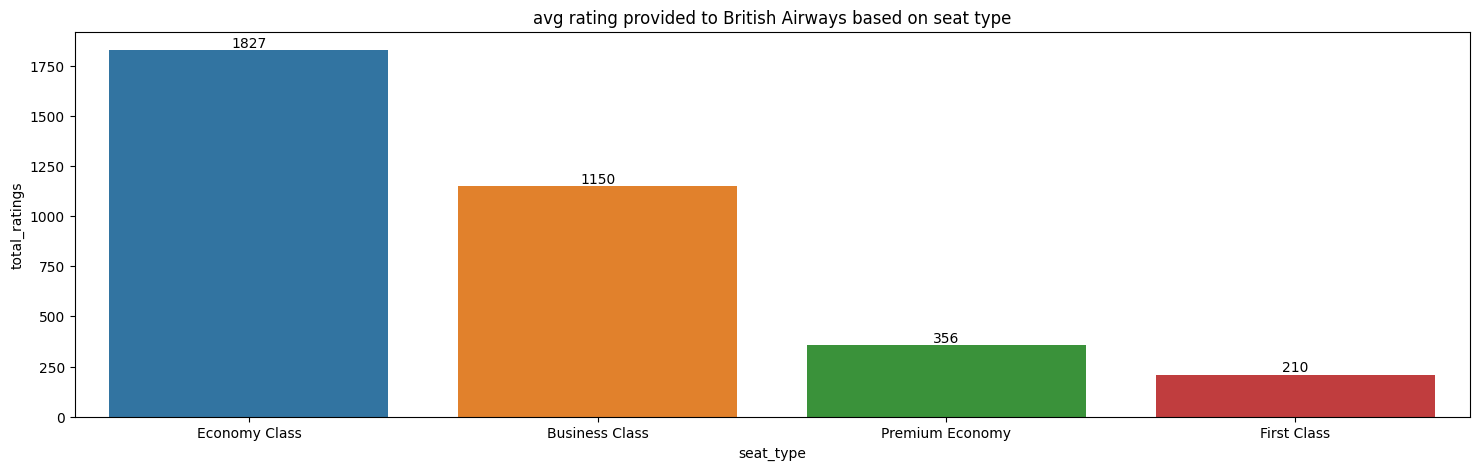 avg rating provided to British Airways based on seat type
1827
1750
1500
1250
1150
1000
750
500
356
250
210
0
total_ratings
Economy Class
Business Class
Premium Economy
First Class
seat_type